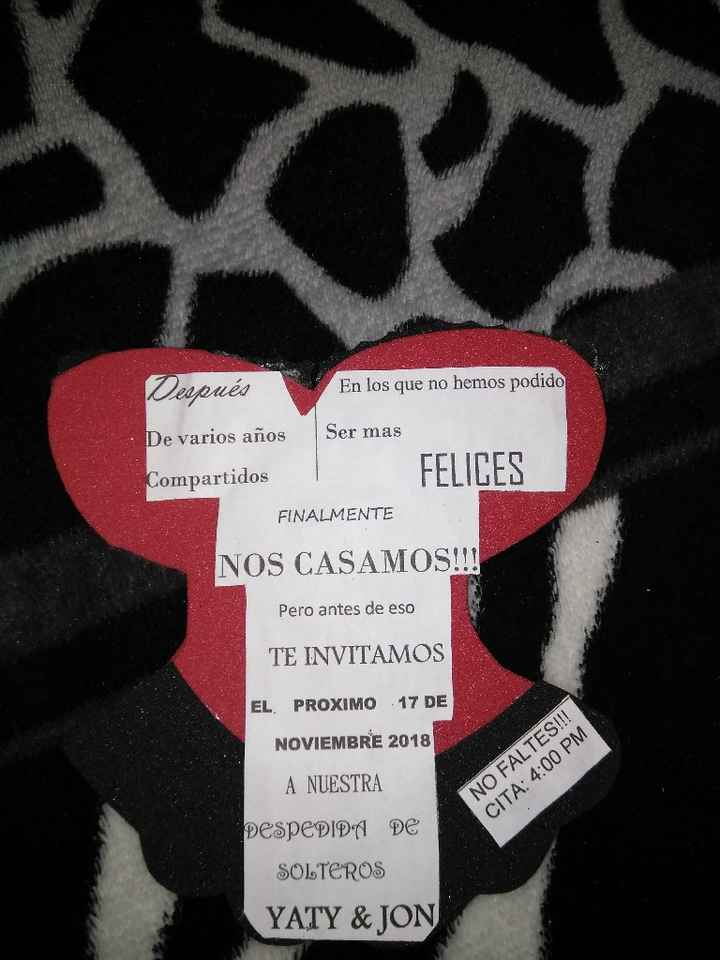 Después
De varios años
Compartidos
En los que no hemos podido
Ser mas
FELICES
FINALMENTE
NOS CASAMOS!!!
Pero antes de eso
TE INVITAMOS
EL PROXIMO 17 DE
NOVIEMBRE 2018
A NUESTRA
DESPEDIDA DE
SOLTEROS
YATY & JON
NO FALTES!!!
CITA: 4:00 PM